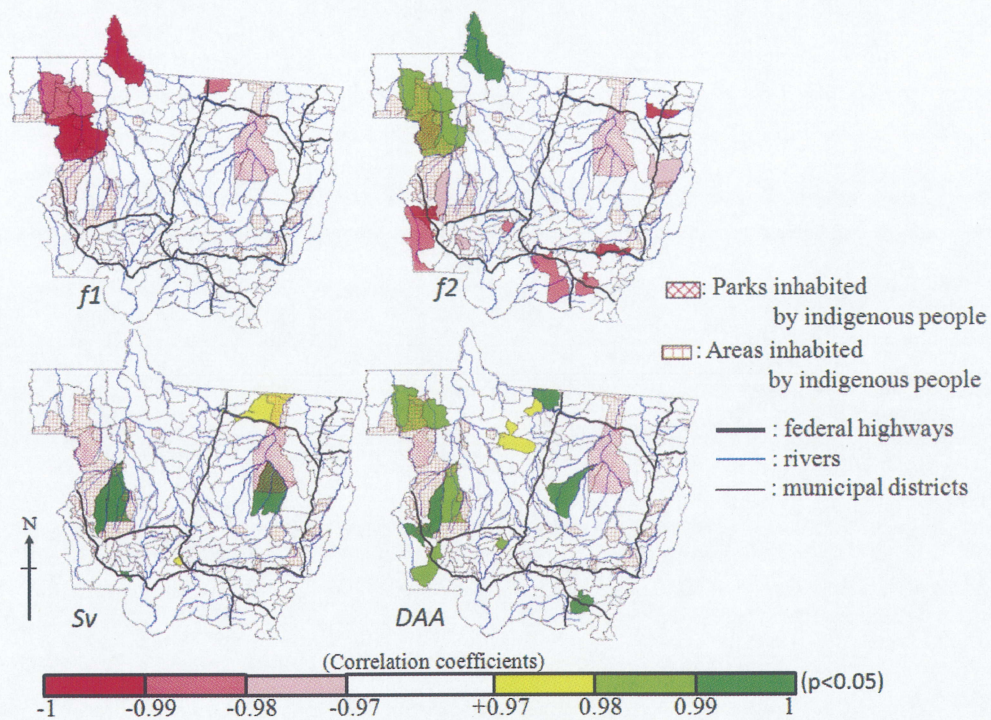 f1
f2
: Parks inhabited
by indigenous people
: Areas inhabited
by indigenous people
: federal highways
: rivers
: municipal districts
N
Sv
DAA
(Correlation coefficients)
(p<0.05)
-1 -0.99 -0.98 -0.97 +0.97 0.98 0.99 1